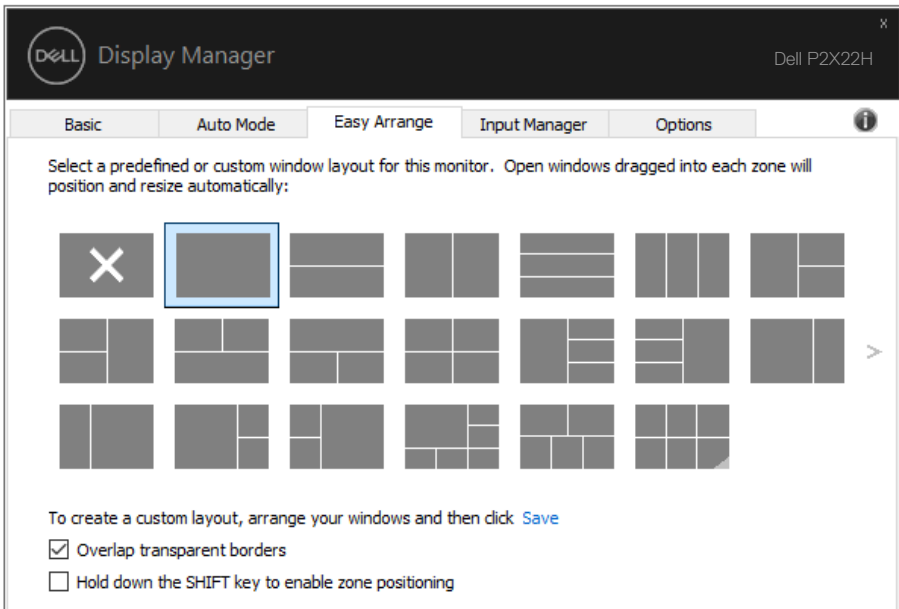 x
DELL Display Manager
Dell P2X22H
Basic Auto Mode Easy Arrange Input Manager Options
Select a predefined or custom window layout for this monitor. Open windows dragged into each zone will
position and resize automatically:
>
To create a custom layout, arrange your windows and then click Save
Overlap transparent borders
Hold down the SHIFT key to enable zone positioning